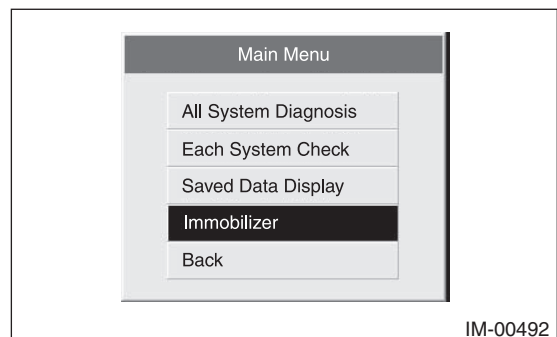 Main Menu
All System Diagnosis
Each System Check
Saved Data Display
Immobilizer
Back
IM-00492